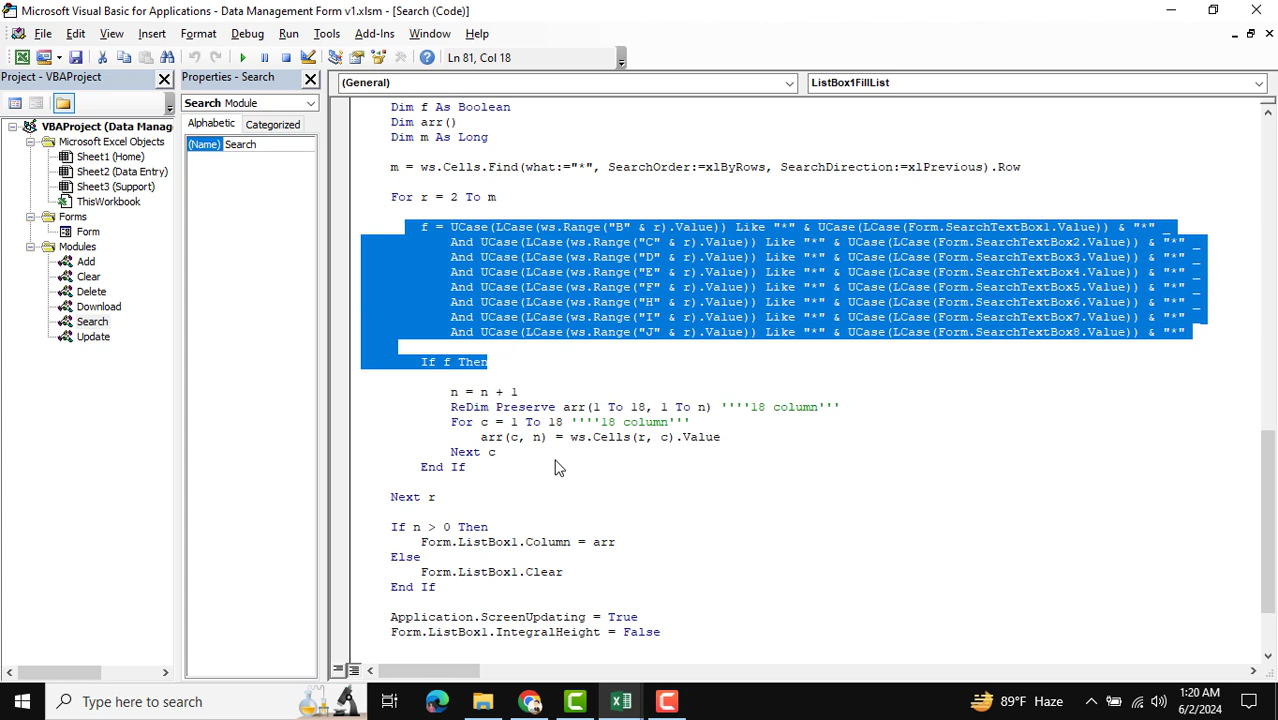 Microsoft Visual Basic for Applications - Data Management Form v1.xlsm - [Search (Code)]
File Edit View Insert Format Debug Run Tools Add-Ins Window Help
Ln 81, Col 18
Project - VBAProject
Properties - Search
(General)
ListBox1FillList
Search Module
Alphabetic Categorized
(Name) Search
VBAProject (Data Manag
Microsoft Excel Objects
Sheet1 (Home)
Sheet2 (Data Entry)
Sheet3 (Support)
ThisWorkbook
Forms
Form
Modules
Add
Clear
Delete
Download
Search
Update
Dim f As Boolean
Dim arr()
Dim m As Long
m = ws.Cells.Find(what:="*", SearchOrder:=xlByRows, SearchDirection:=xlPrevious).Row
For r = 2 To m
f = UCase(LCase(ws.Range("B" & r).Value)) Like "*" & UCase(LCase(Form.SearchTextBox1.Value)) & "*" _
And UCase(LCase(ws.Range("C" & r).Value)) Like "*" & UCase(LCase(Form.SearchTextBox2.Value)) & "*" _
And UCase(LCase(ws.Range("D" & r).Value)) Like "*" & UCase(LCase(Form.SearchTextBox3.Value)) & "*" _
And UCase(LCase(ws.Range("E" & r).Value)) Like "*" & UCase(LCase(Form.SearchTextBox4.Value)) & "*" _
And UCase(LCase(ws.Range("F" & r).Value)) Like "*" & UCase(LCase(Form.SearchTextBox5.Value)) & "*" _
And UCase(LCase(ws.Range("H" & r).Value)) Like "*" & UCase(LCase(Form.SearchTextBox6.Value)) & "*" _
And UCase(LCase(ws.Range("I" & r).Value)) Like "*" & UCase(LCase(Form.SearchTextBox7.Value)) & "*" _
And UCase(LCase(ws.Range("J" & r).Value)) Like "*" & UCase(LCase(Form.SearchTextBox8.Value)) & "*"
If f Then
n = n + 1
ReDim Preserve arr(1 To 18, 1 To n) ''''18 column'''
For c = 1 To 18 ''''18 column'''
arr(c, n) = ws.Cells(r, c).Value
Next c
End If
Next r
If n > 0 Then
Form.ListBox1.Column = arr
Else
Form.ListBox1.Clear
End If
Application.ScreenUpdating = True
Form.ListBox1.IntegralHeight = False
Type here to search
89°F Haze
1:20 AM
6/2/2024